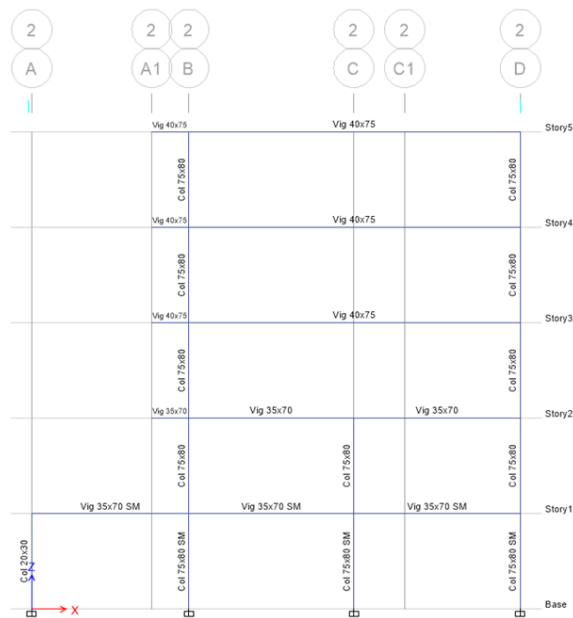 2 2 2 2 2 2
A A1 B C C1 D
Vig 40x75 Vig 40x75 Story5
Col 75x80 Col 75x80
Vig 40x75 Vig 40x75 Story4
Col 75x80 Col 75x80
Vig 40x75 Vig 40x75 Story3
Col 75x80 Col 75x80
Vig 35x70 Vig 35x70 Vig 35x70 Story2
Col 75x80 Col 75x80 Col 75x80
Vig 35x70 SM Vig 35x70 SM Vig 35x70 SM Story1
Col 20x30 Col 75x80 SM Col 75x80 SM Col 75x80 SM
Z
X Base